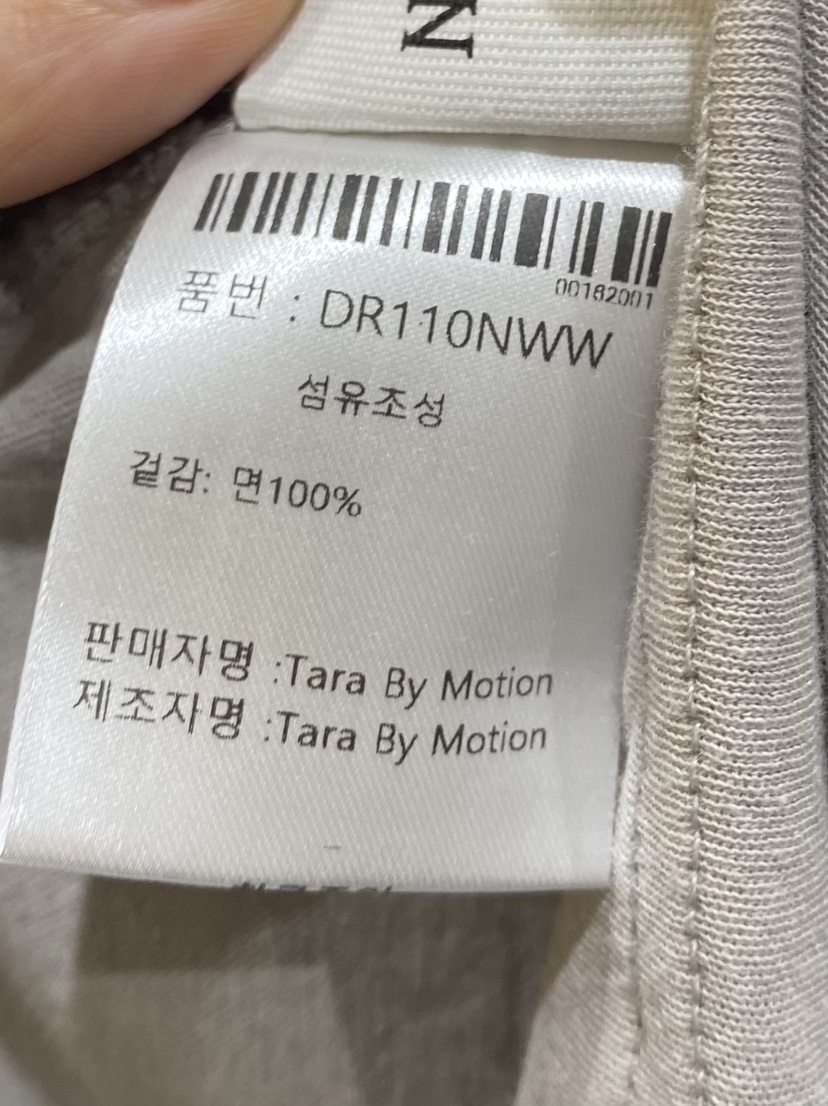 N
00182001
품번 : DR110NWW
섬유조성
겉감: 면100%
판매자명 :Tara By Motion
제조자명 :Tara By Motion